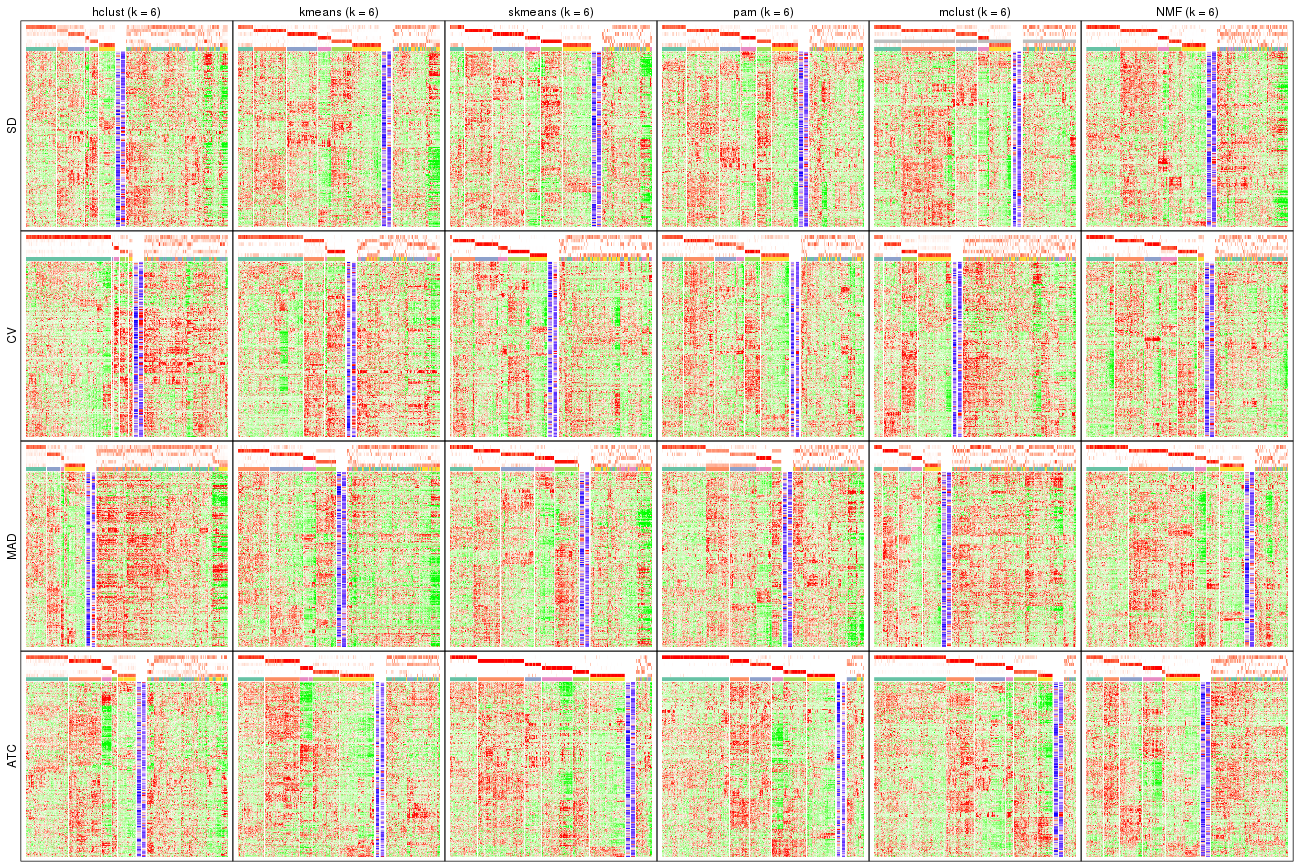 hclust (k = 6)
kmeans (k = 6)
skmeans (k = 6)
pam (k = 6)
mclust (k = 6)
NMF (k = 6)
SD
CV
MAD
ATC